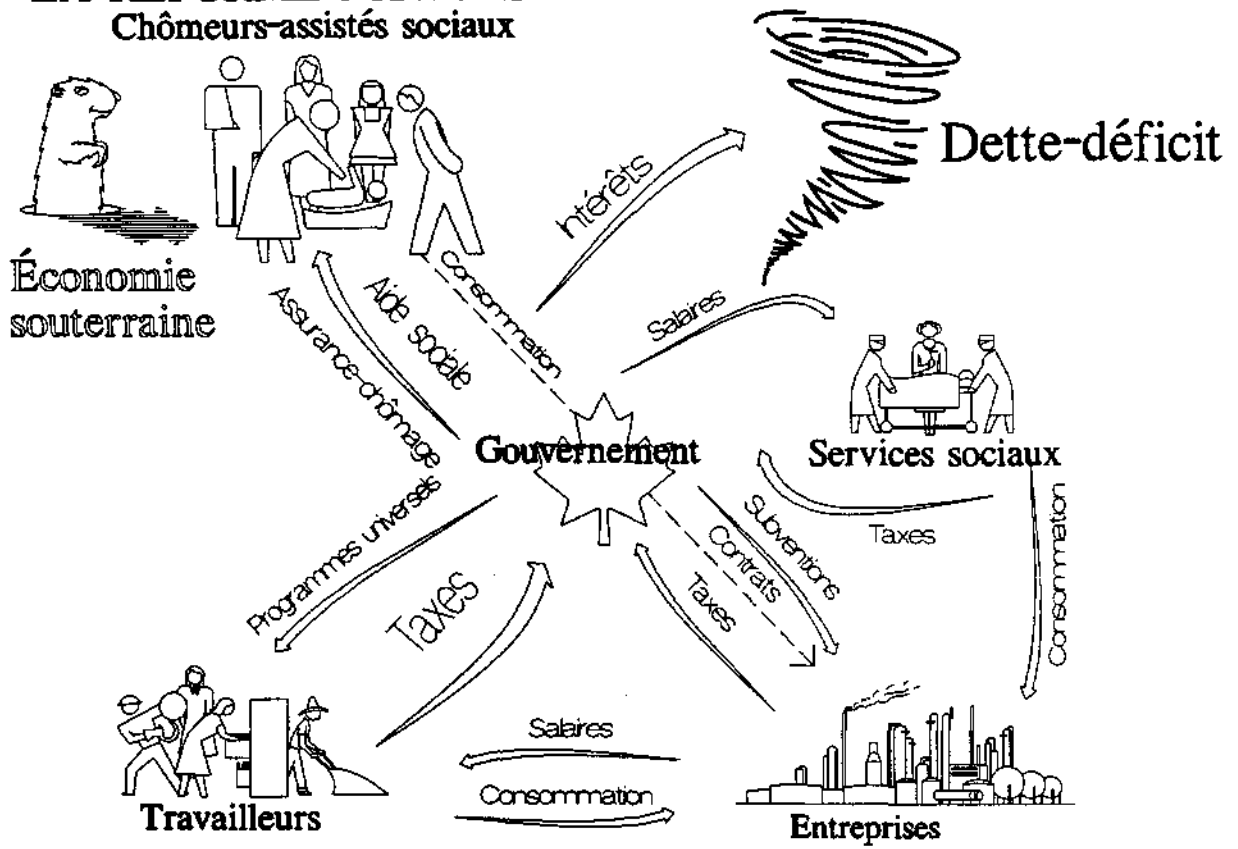 Chômeurs-assistés sociaux
Dette-déficit
Intérêts
Économie
souterraine
Consommation
Aide sociale
Assurance-chômage
Salaires
Gouvernement
Services sociaux
Programmes universels
Taxes
Subventions
Contrats
Taxes
Taxes
Consommation
Salaires
Consommmation
Travailleurs
Entreprises